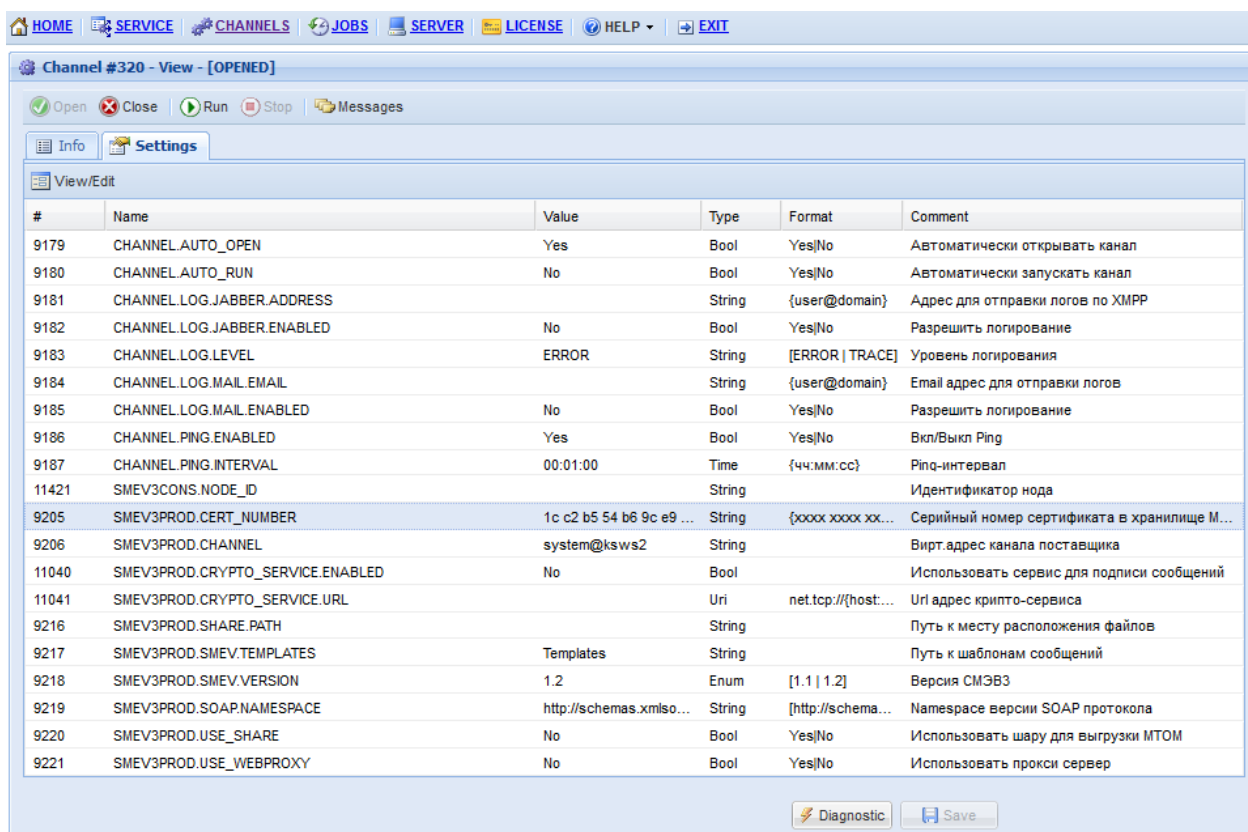 HOME SERVICE CHANNELS JOBS SERVER LICENSE HELP EXIT
Channel #320 - View - [OPENED]
Open Close Run Stop Messages
Info Settings
View/Edit
# Name Value Type Format Comment
9179 CHANNEL.AUTO_OPEN Yes Bool Yes|No Автоматически открывать канал
9180 CHANNEL.AUTO_RUN No Bool Yes|No Автоматически запускать канал
9181 CHANNEL.LOG.JABBER.ADDRESS String {user@domain} Адрес для отправки логов по XMPP
9182 CHANNEL.LOG.JABBER.ENABLED No Bool Yes|No Разрешить логирование
9183 CHANNEL.LOG.LEVEL ERROR String [ERROR | TRACE] Уровень логирования
9184 CHANNEL.LOG.MAIL.EMAIL String {user@domain} Email адрес для отправки логов
9185 CHANNEL.LOG.MAIL.ENABLED No Bool Yes|No Разрешить логирование
9186 CHANNEL.PING.ENABLED Yes Bool Yes|No Вкл/Выкл Ping
9187 CHANNEL.PING.INTERVAL 00:01:00 Time {чч:мм:сс} Ping-интервал
11421 SMEV3CONS.NODE_ID String Идентификатор нода
9205 SMEV3PROD.CERT_NUMBER 1c c2 b5 54 b6 9c e9 ... String {xxxx xxxx xx... Серийный номер сертификата в хранилище M...
9206 SMEV3PROD.CHANNEL system@ksws2 String Вирт.адрес канала поставщика
11040 SMEV3PROD.CRYPTO_SERVICE.ENABLED No Bool Использовать сервис для подписи сообщений
11041 SMEV3PROD.CRYPTO_SERVICE.URL Uri net.tcp://{host:... Url адрес крипто-сервиса
9216 SMEV3PROD.SHARE.PATH String Путь к месту расположения файлов
9217 SMEV3PROD.SMEV.TEMPLATES Templates String Путь к шаблонам сообщений
9218 SMEV3PROD.SMEV.VERSION 1.2 Enum [1.1 | 1.2] Версия СМЭВ3
9219 SMEV3PROD.SOAP.NAMESPACE http://schemas.xmlso... String [http://schema... Namespace версии SOAP протокола
9220 SMEV3PROD.USE_SHARE No Bool Yes|No Использовать шару для выгрузки MTOM
9221 SMEV3PROD.USE_WEBPROXY No Bool Yes|No Использовать прокси сервер
Diagnostic Save